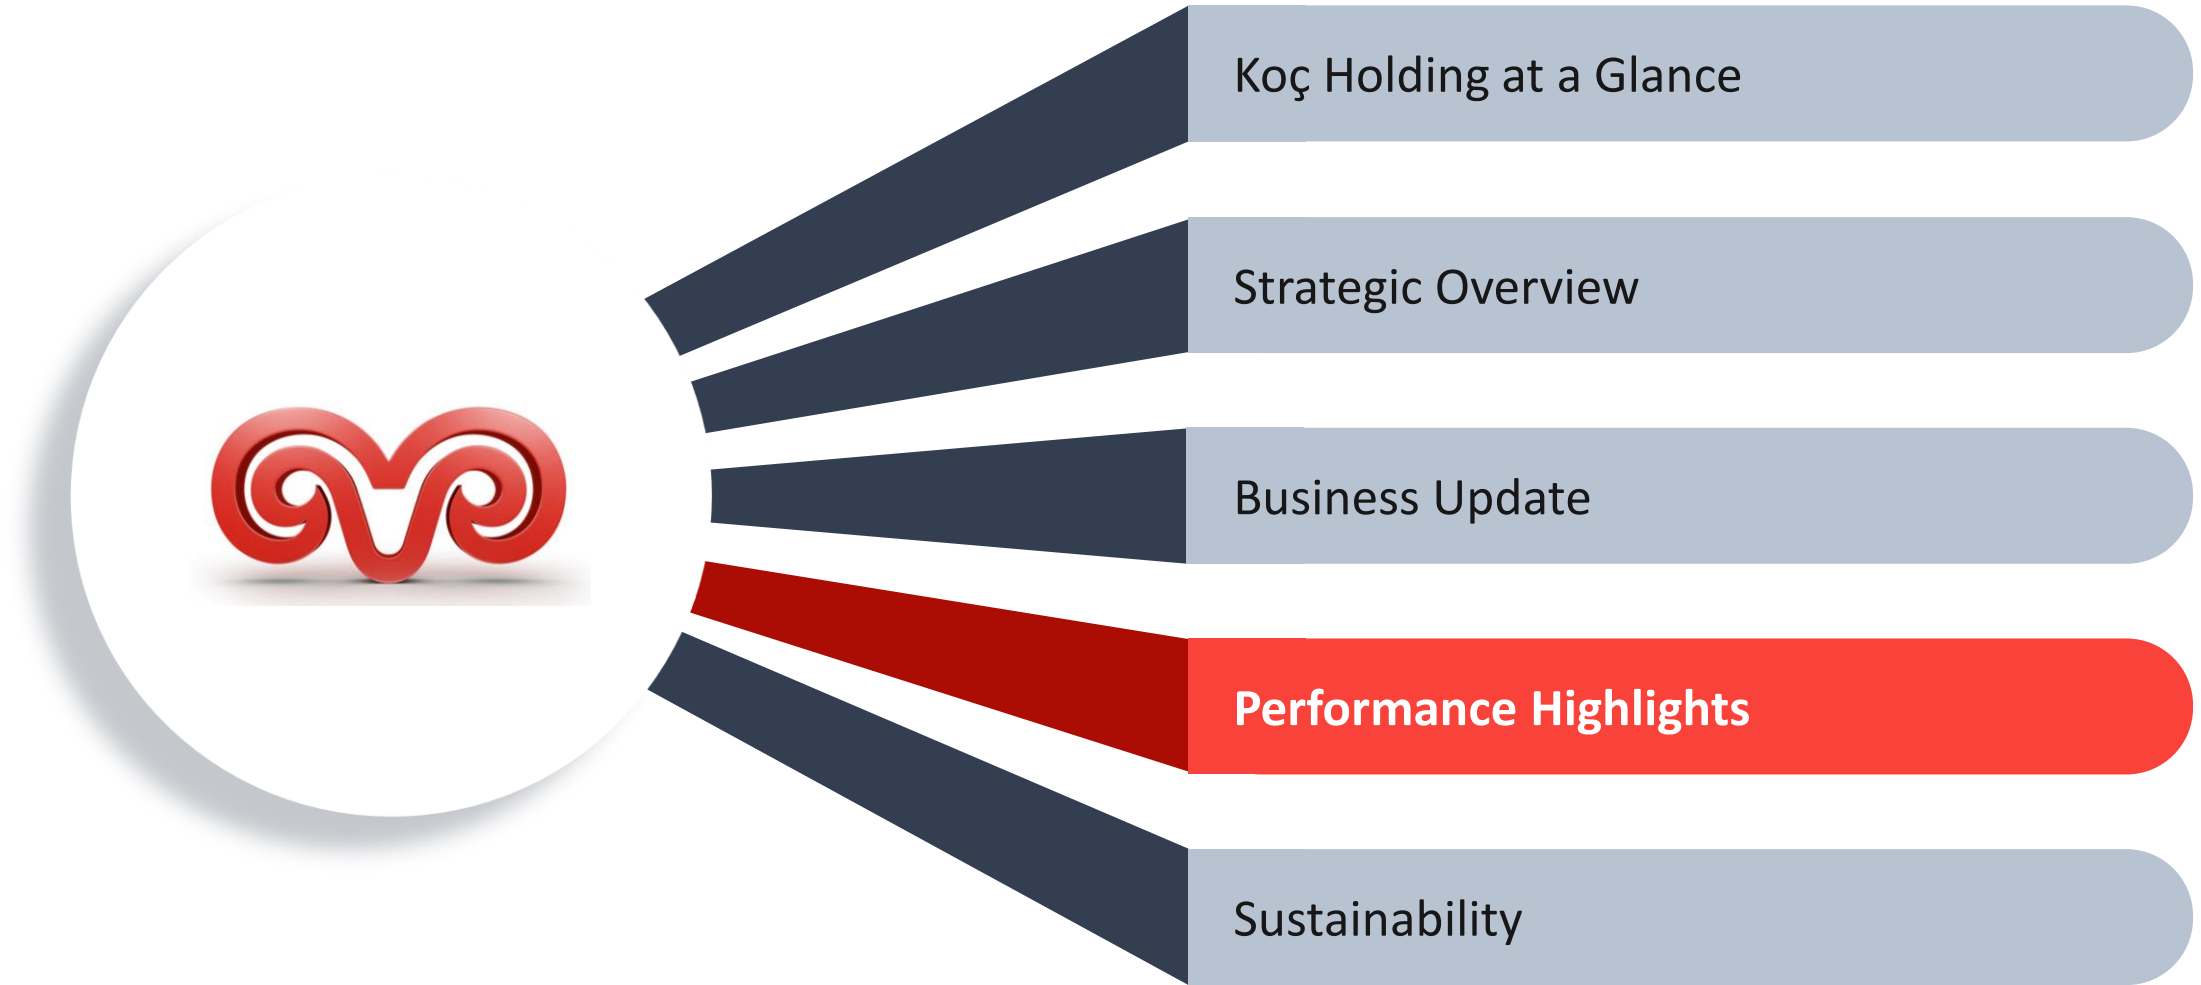 Koç Holding at a Glance
Strategic Overview
Business Update
Performance Highlights
Sustainability